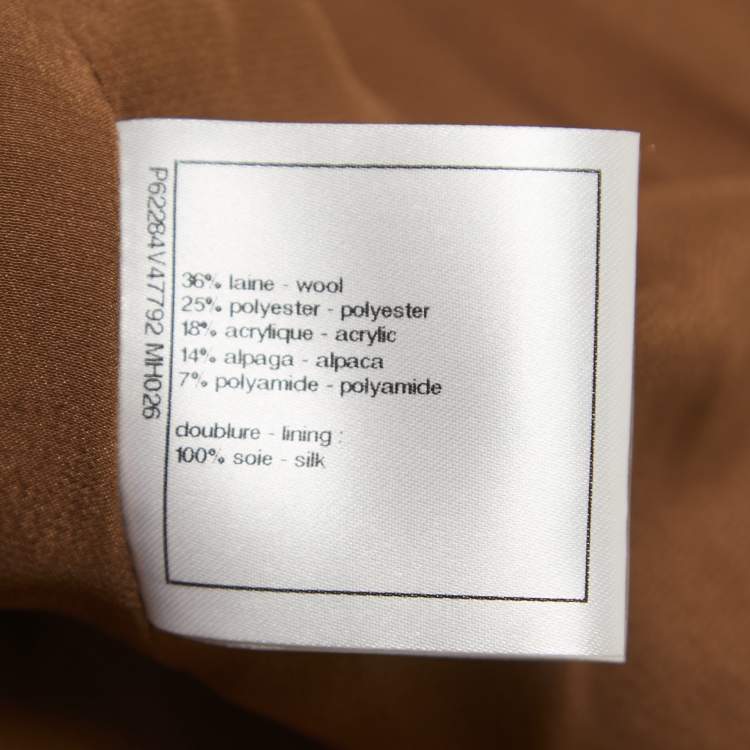 P62284V47792 MH026
36% laine - wool
25% polyester - polyester
18% acrylique - acrylic
14% alpaga - alpaca
7% polyamide - polyamide
doublure - lining :
100% soie - silk